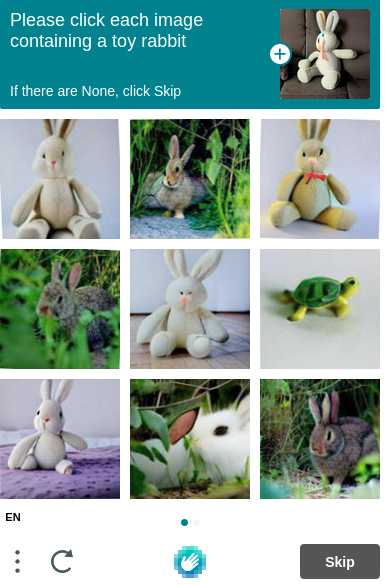 Please click each image
containing a toy rabbit
If there are None, click Skip
EN
Skip